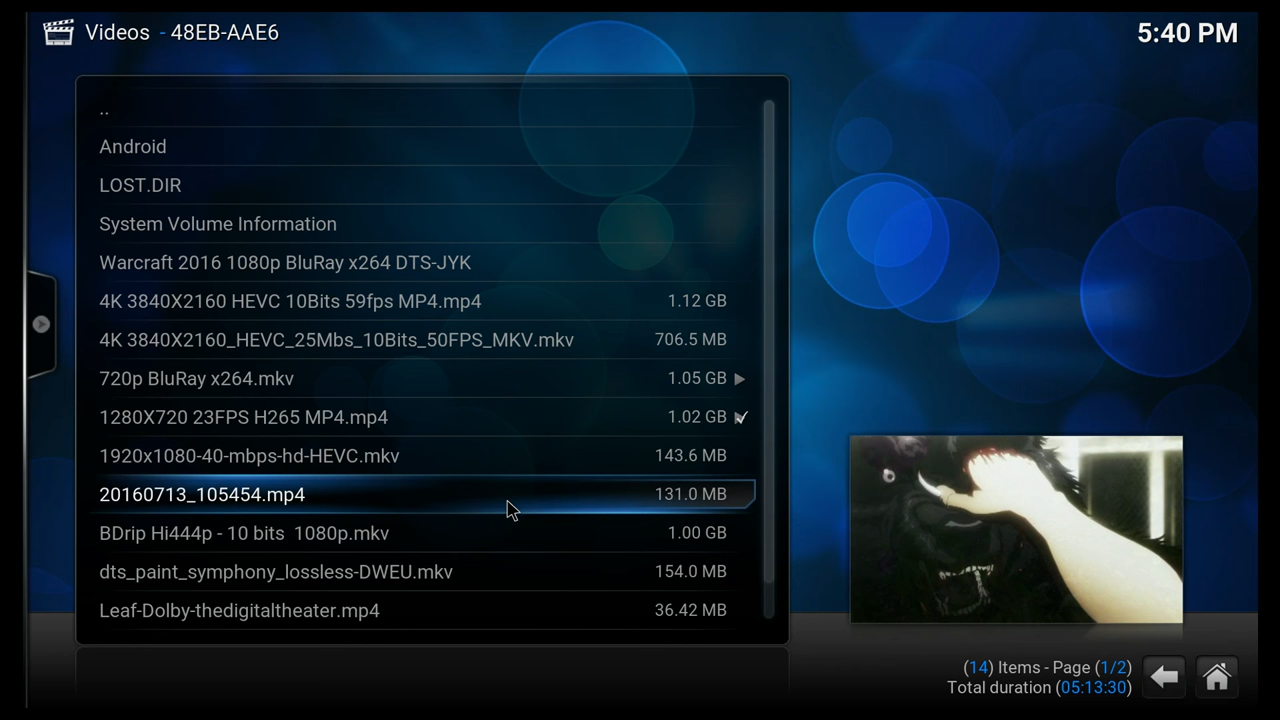 Videos - 48EB-AAE6
5:40 PM
..
Android
LOST.DIR
System Volume Information
Warcraft 2016 1080p BluRay x264 DTS-JYK
4K 3840X2160 HEVC 10Bits 59fps MP4.mp4 1.12 GB
4K 3840X2160_HEVC_25Mbs_10Bits_50FPS_MKV.mkv 706.5 MB
720p BluRay x264.mkv 1.05 GB
1280X720 23FPS H265 MP4.mp4 1.02 GB
1920x1080-40-mbps-hd-HEVC.mkv 143.6 MB
20160713_105454.mp4 131.0 MB
BDrip Hi444p - 10 bits  1080p.mkv 1.00 GB
dts_paint_symphony_lossless-DWEU.mkv 154.0 MB
Leaf-Dolby-thedigitaltheater.mp4 36.42 MB
(14) Items - Page (1/2)
Total duration (05:13:30)